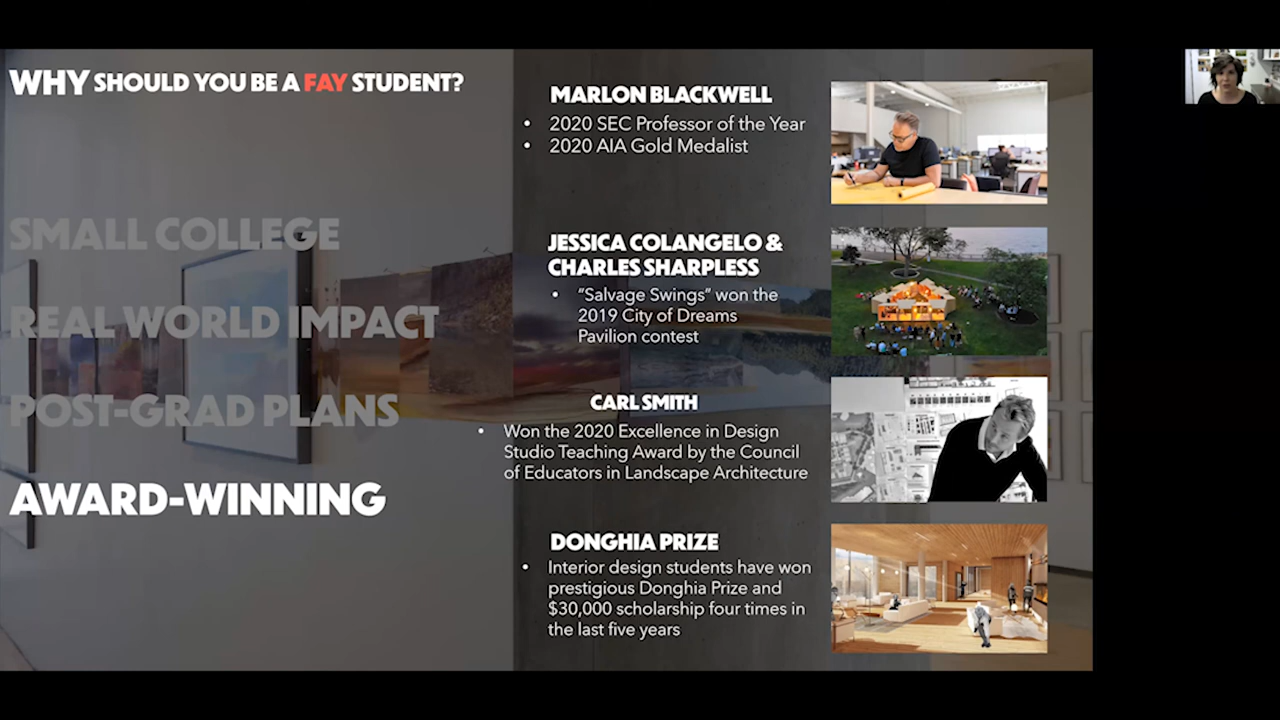 WHY SHOULD YOU BE A FAY STUDENT?
SMALL COLLEGE
REAL WORLD IMPACT
POST-GRAD PLANS
AWARD-WINNING
MARLON BLACKWELL
• 2020 SEC Professor of the Year
• 2020 AIA Gold Medalist
JESSICA COLANGELO &
CHARLES SHARPLESS
• "Salvage Swings" won the
2019 City of Dreams
Pavilion contest
CARL SMITH
• Won the 2020 Excellence in Design
Studio Teaching Award by the Council
of Educators in Landscape Architecture
DONGHIA PRIZE
• Interior design students have won
prestigious Donghia Prize and
$30,000 scholarship four times in
the last five years